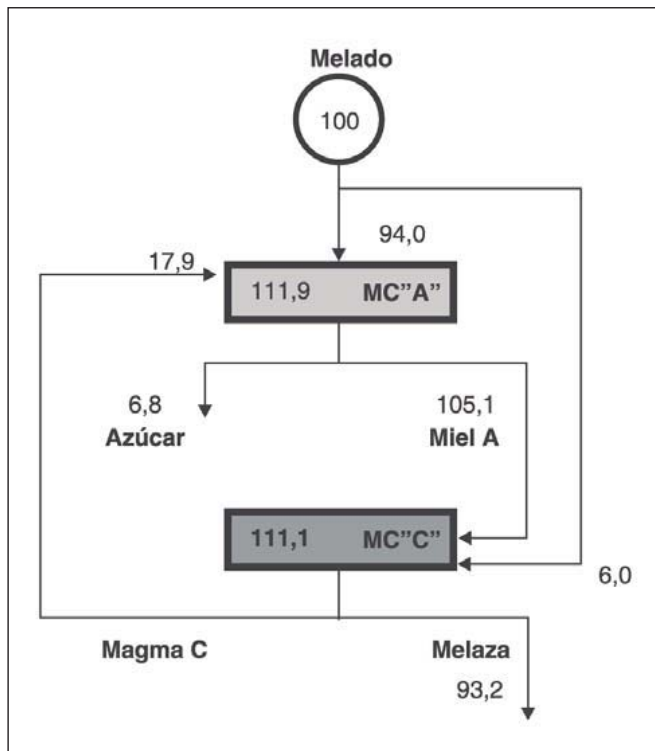 Melado
100
94,0
17,9
111,9 MC”A”
6,8
Azúcar
105,1
Miel A
111,1 MC”C”
6,0
Magma C
Melaza
93,2